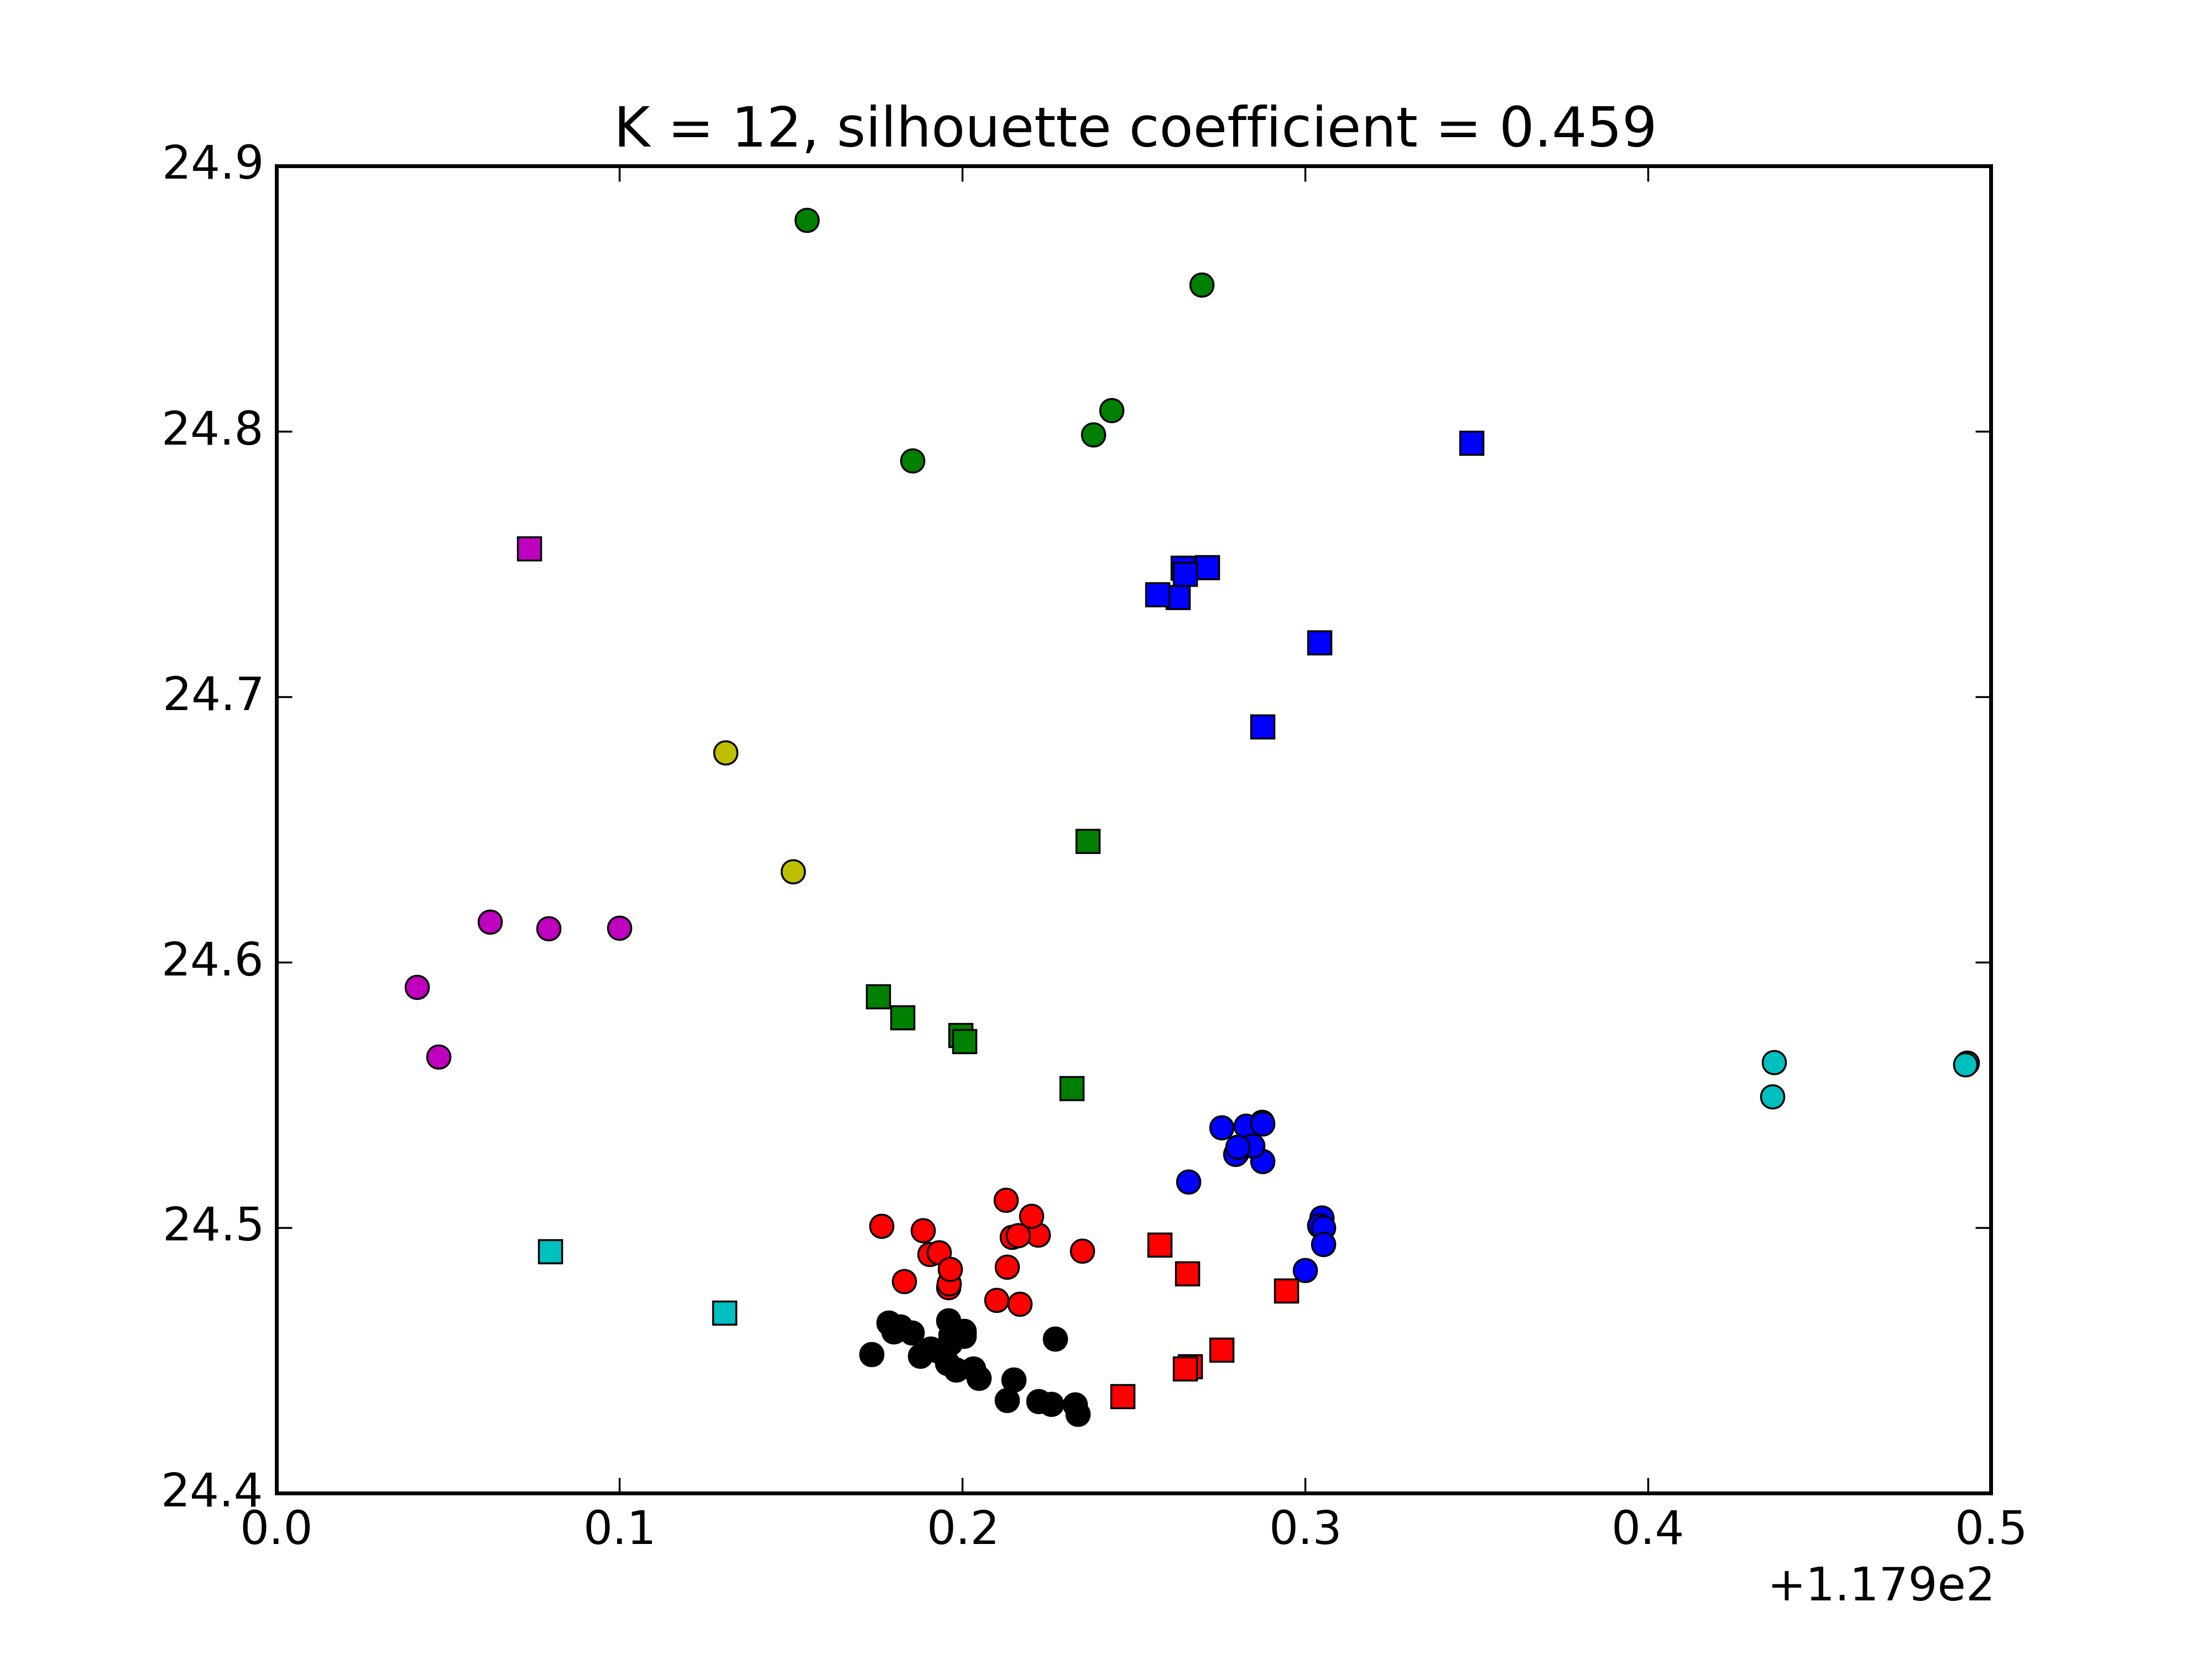 K = 12, silhouette coefficient = 0.459
24.9
24.8
24.7
24.6
24.5
24.4
0.0 0.1 0.2 0.3 0.4 0.5
+1.179e2